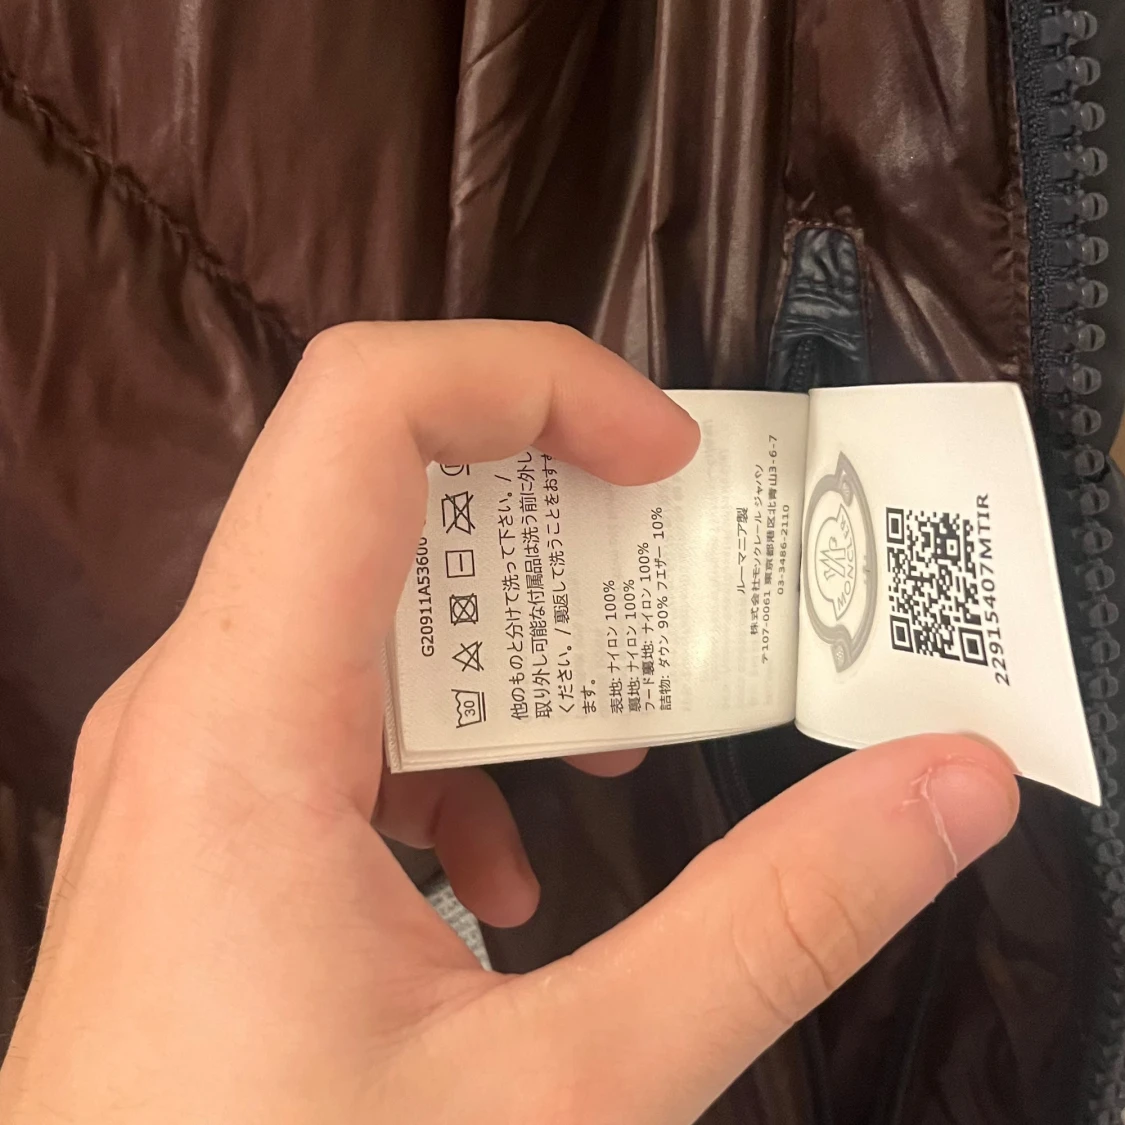 G20911A53600
30
他のものと分けて洗って下さい。/
取り外し可能な付属品は洗う前に外し
ください。/ 裏返して洗うことをおす
ます。
表地: ナイロン 100%
裏地: ナイロン 100%
フード裏地: ナイロン 100%
詰物: ダウン 90% フエザー 10%
ルーマニア製
株式会社モンクレール ジャパン
〒107-0061 東京都港区北青山3-6-7
03-3486-2110
MONCLER
22915407MTIR